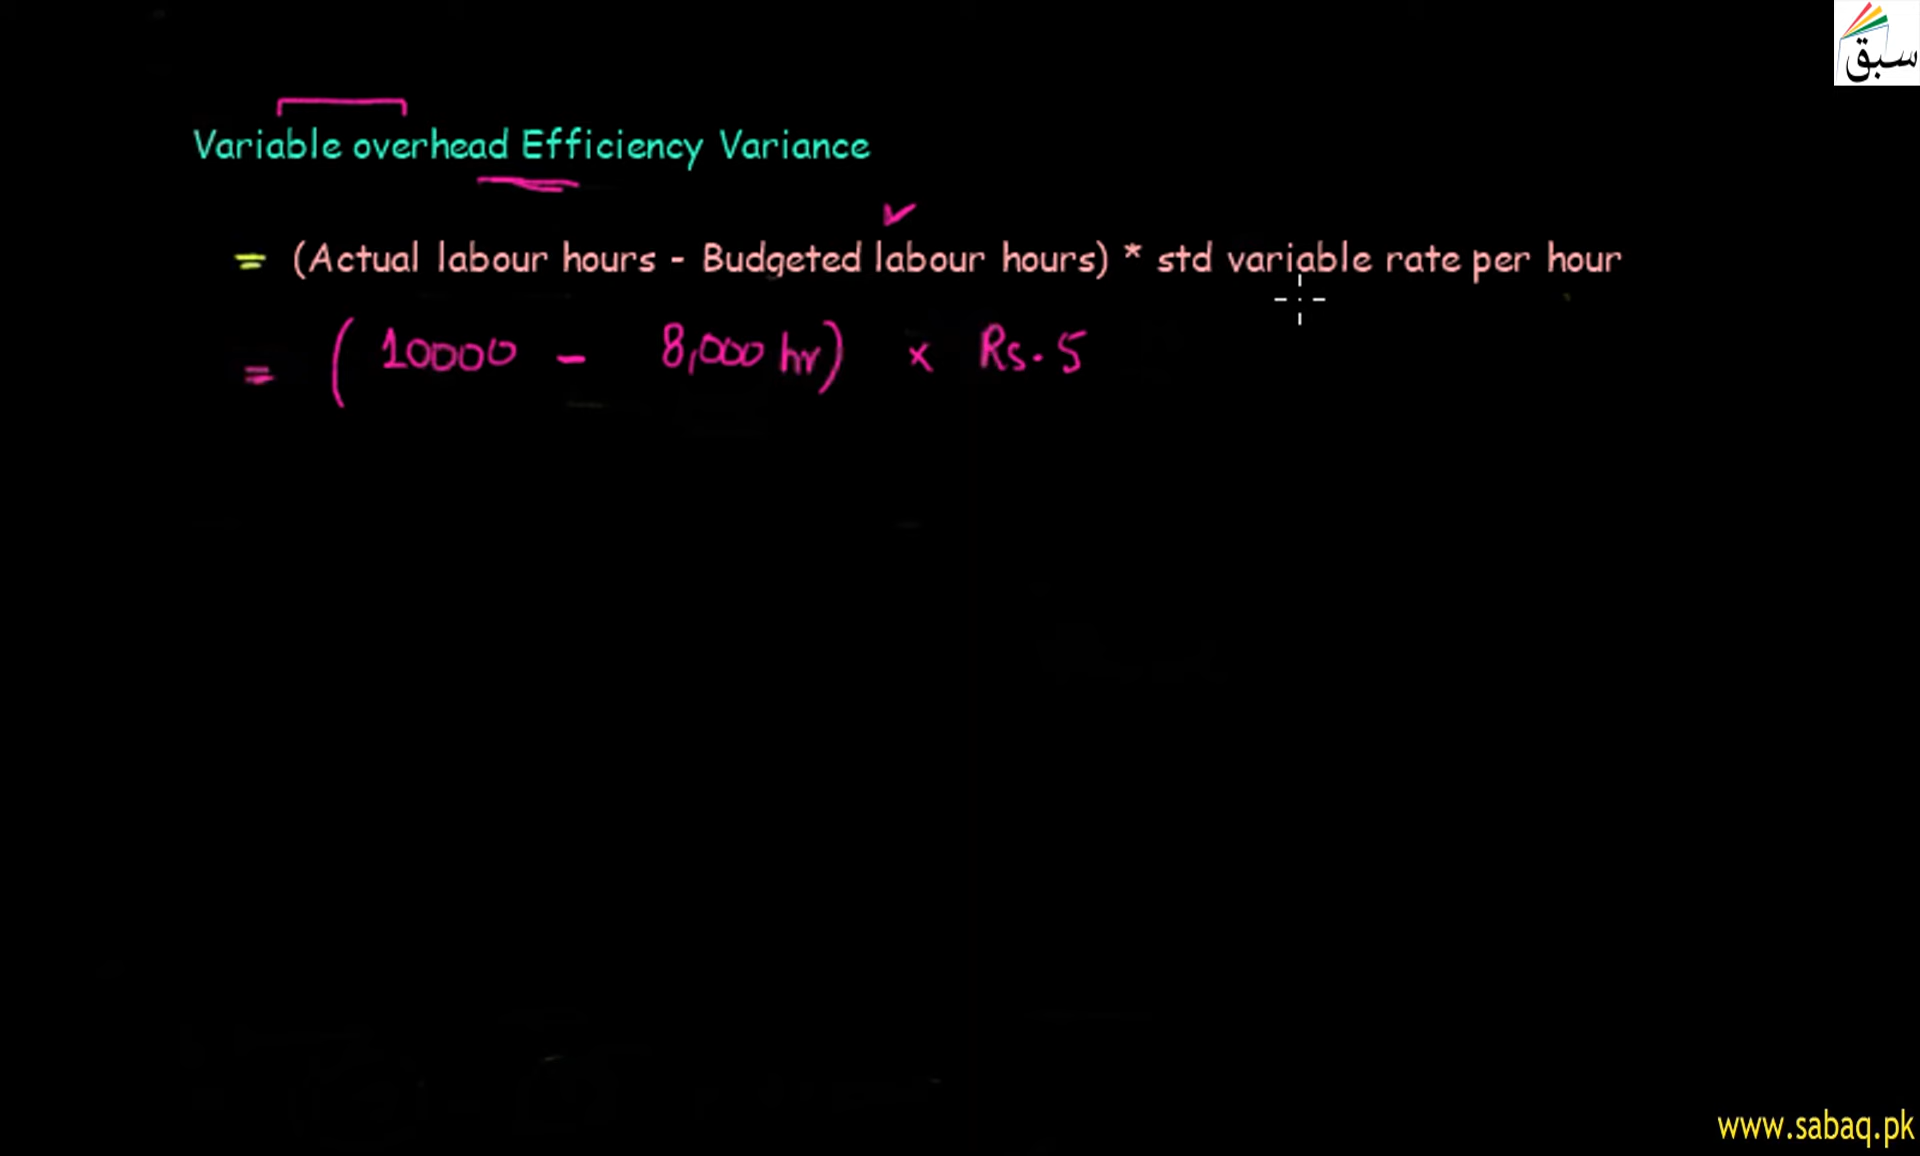 سبق
Variable overhead Efficiency Variance
= (Actual labour hours - Budgeted labour hours) * std variable rate per hour
= ( 10000 - 8,000 hr) × Rs. 5
www.sabaq.pk